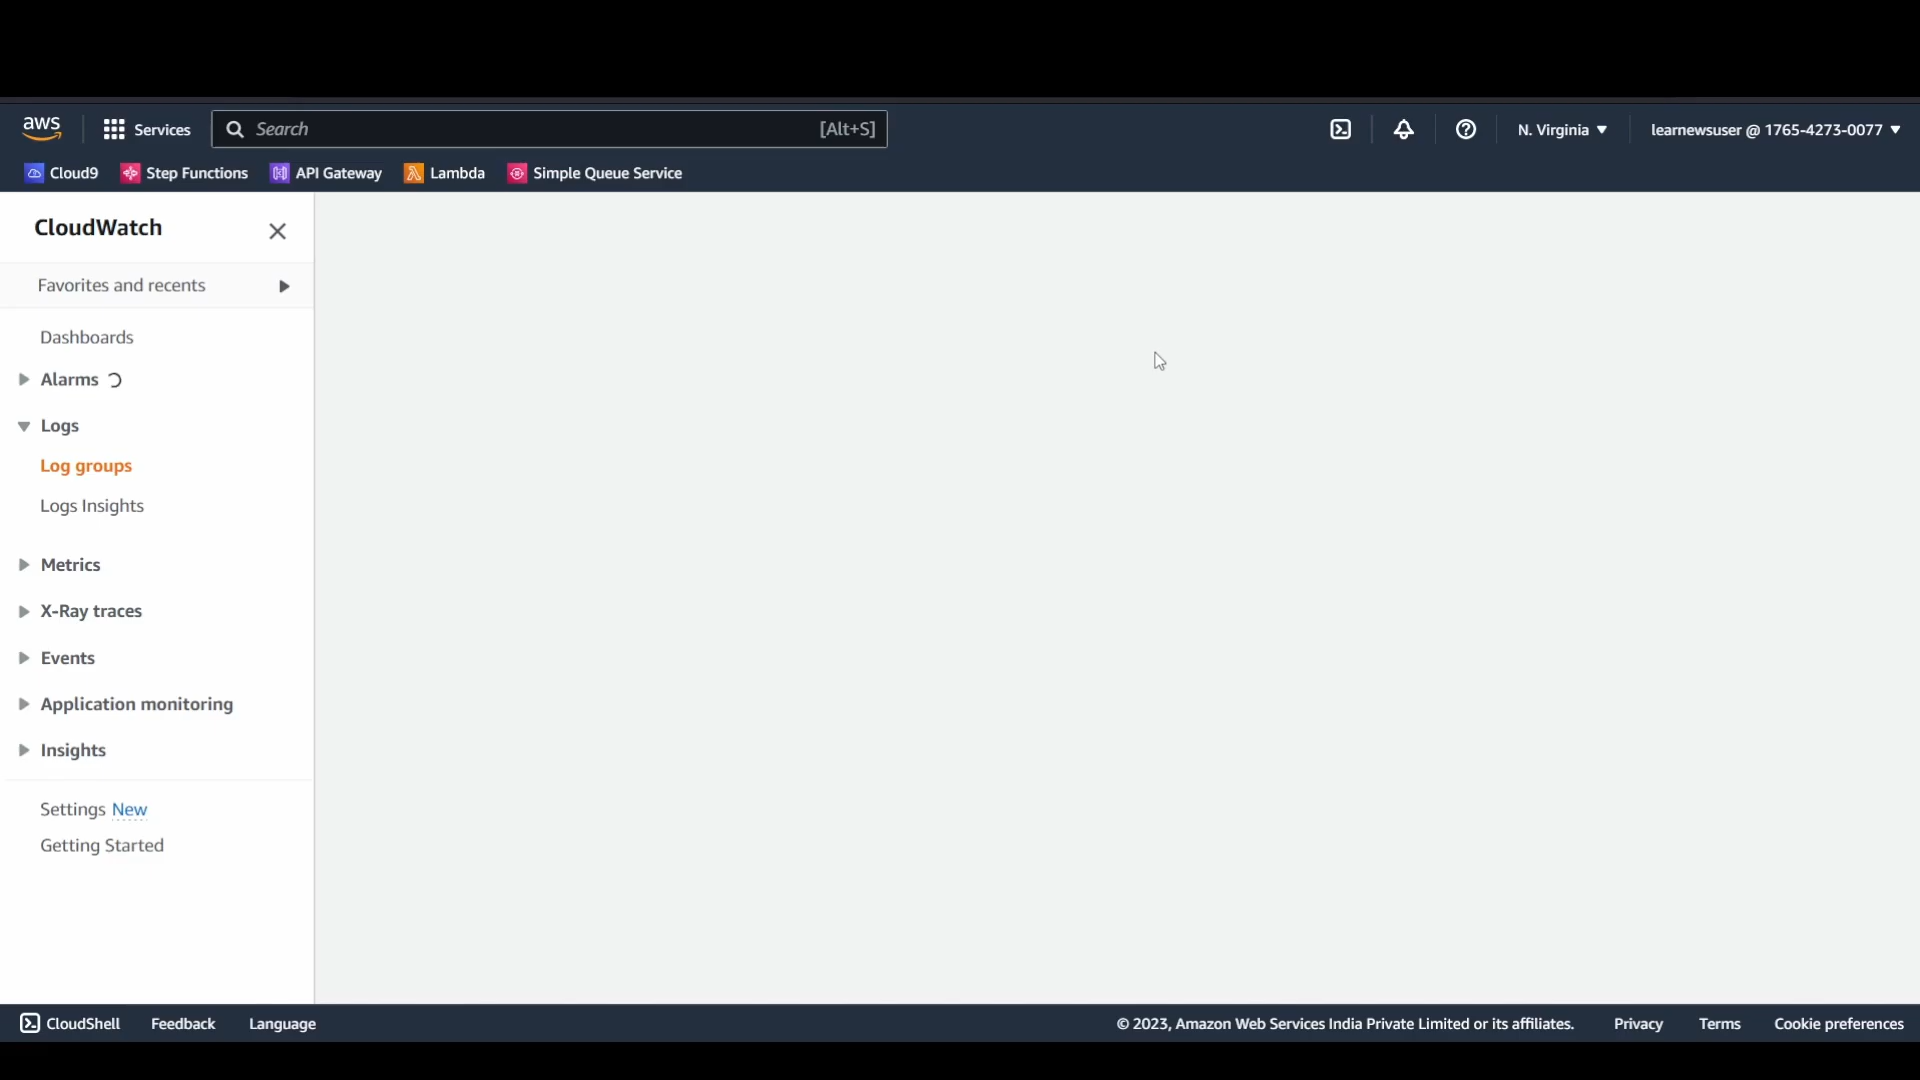 aws
Services
Search [Alt+S]
N. Virginia
learnewsuser @ 1765-4273-0077
Cloud9
Step Functions
API Gateway
Lambda
Simple Queue Service
CloudWatch
Favorites and recents
Dashboards
Alarms
Logs
Log groups
Logs Insights
Metrics
X-Ray traces
Events
Application monitoring
Insights
Settings New
Getting Started
CloudShell
Feedback
Language
© 2023, Amazon Web Services India Private Limited or its affiliates.
Privacy
Terms
Cookie preferences